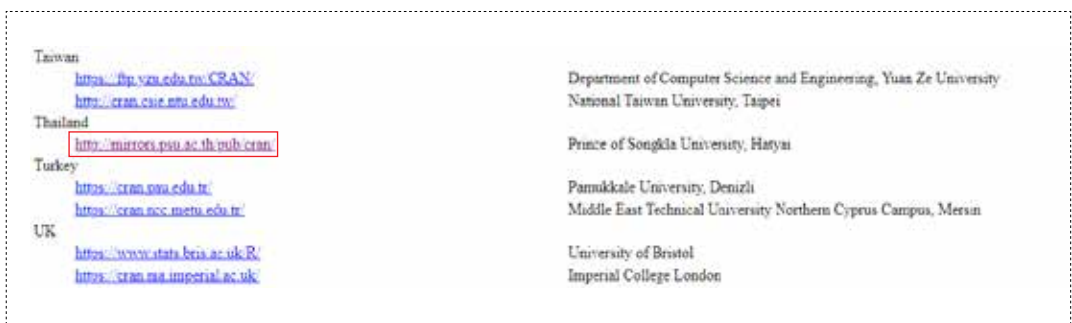 Taiwan
https://ftp.yzu.edu.tw/CRAN/ Department of Computer Science and Engineering, Yuan Ze University
http://cran.csie.ntu.edu.tw/ National Taiwan University, Taipei
Thailand
http://mirrors.psu.ac.th/pub/cran/ Prince of Songkla University, Hatyai
Turkey
https://cran.pau.edu.tr/ Pamukkale University, Denizli
https://cran.ncc.metu.edu.tr/ Middle East Technical University Northern Cyprus Campus, Mersin
UK
https://www.stats.bris.ac.uk/R/ University of Bristol
https://cran.ma.imperial.ac.uk/ Imperial College London